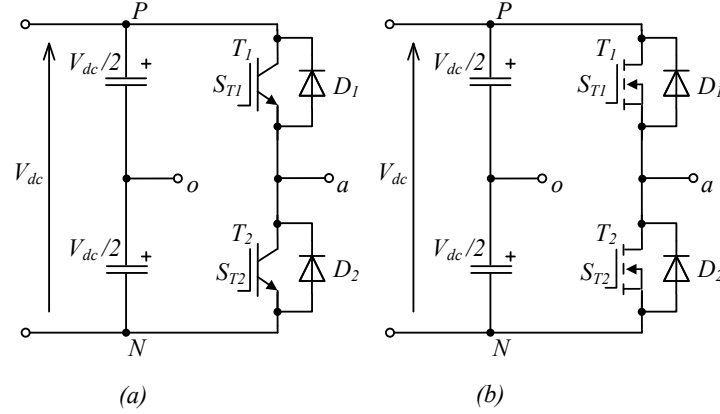 P
V_dc/2 +
T_1
S_T1
D_1
V_dc
o
a
V_dc/2 +
T_2
S_T2
D_2
N
(a)
P
V_dc/2 +
T_1
S_T1
D_1
V_dc
o
a
V_dc/2 +
T_2
S_T2
D_2
N
(b)